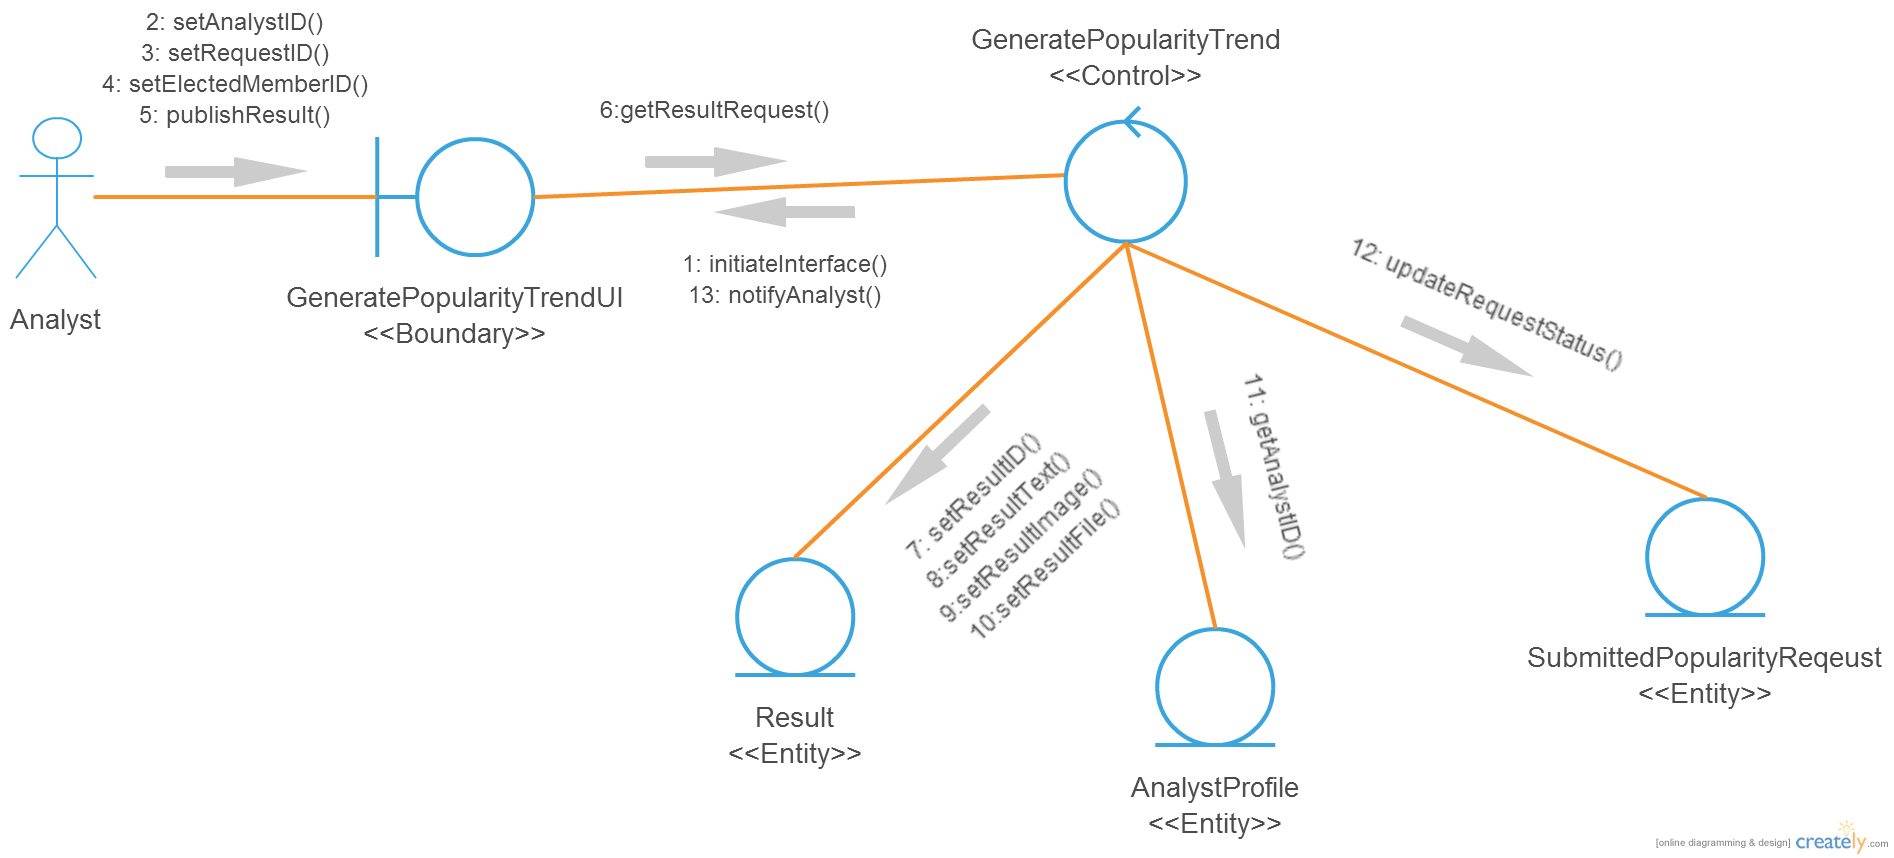 2: setAnalystID()
3: setRequestID()
4: setElectedMemberID()
5: publishResult()
6:getResultRequest()
GeneratePopularityTrend
<<Control>>
1: initiateInterface()
13: notifyAnalyst()
Analyst
GeneratePopularityTrendUI
<<Boundary>>
12: updateRequestStatus()
11: getAnalystID()
7: setResultID()
8:setResultText()
9:setResultImage()
10:setResultFile()
Result
<<Entity>>
AnalystProfile
<<Entity>>
SubmittedPopularityReqeust
<<Entity>>
[online diagramming & design] creately.com